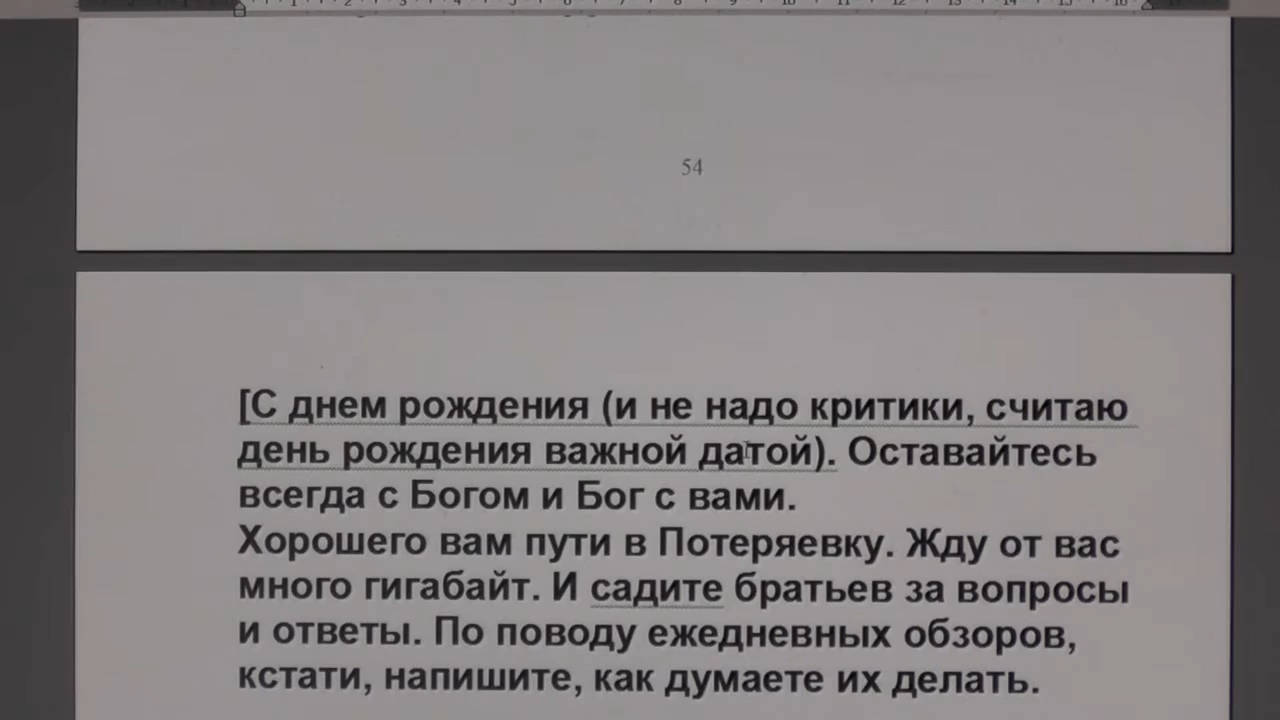 54
[С днем рождения (и не надо критики, считаю
день рождения важной датой). Оставайтесь
всегда с Богом и Бог с вами.
Хорошего вам пути в Потеряевку. Жду от вас
много гигабайт. И садите братьев за вопросы
и ответы. По поводу ежедневных обзоров,
кстати, напишите, как думаете их делать.